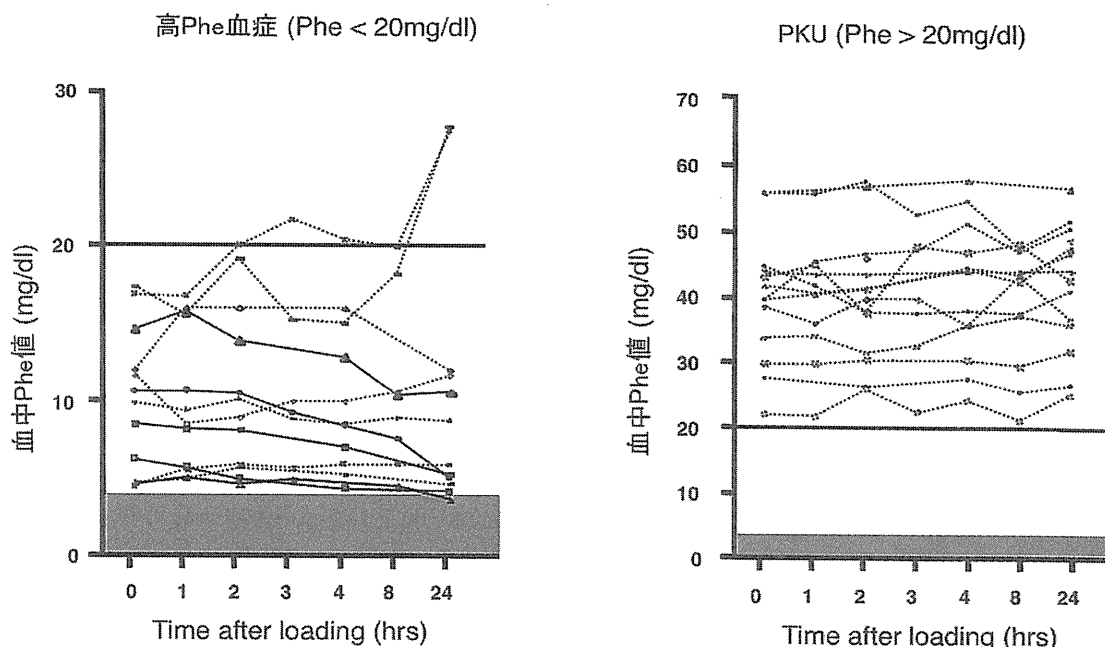 高Phe血症 (Phe < 20mg/dl)
血中Phe値 (mg/dl)
30
20
10
0
0 1 2 3 4 8 24
Time after loading (hrs)
PKU (Phe > 20mg/dl)
血中Phe値 (mg/dl)
70
60
50
40
30
20
10
0
0 1 2 3 4 8 24
Time after loading (hrs)